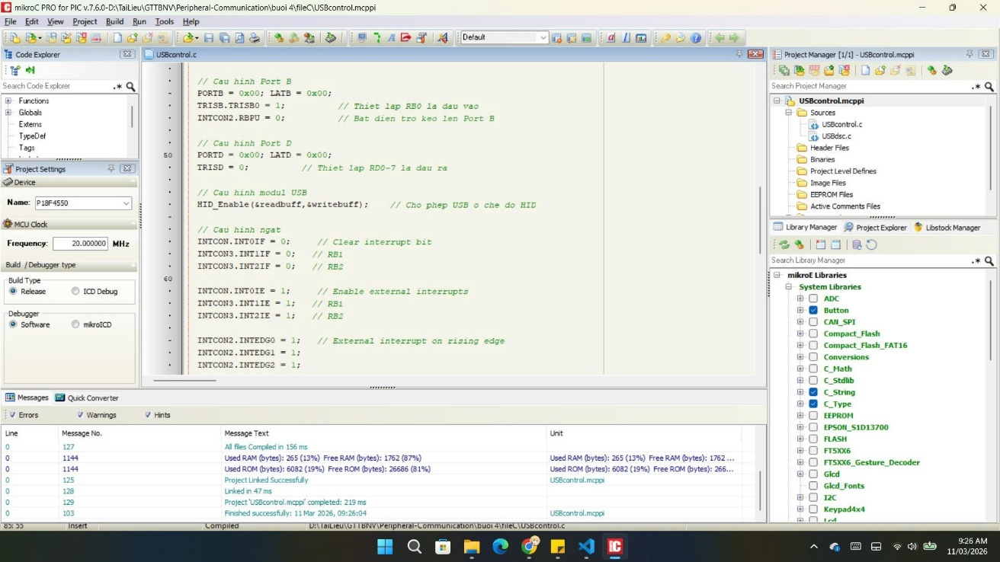 mikroC PRO for PIC v.7.6.0-D:\TaiLieu\GTTBNV\Peripheral-Communication\buoi 4\fileC\USBcontrol.mcppi
File Edit View Project Build Run Tools Help
Default
Code Explorer
Search Code Explorer
Functions
Globals
Externs
TypeDef
Tags
Project Settings
Device
Name: P18F4550
MCU Clock
Frequency: 20.000000 MHz
Build / Debugger type
Build Type
Release ICD Debug
Debugger
Software mikroICD
USBcontrol.c
// Cau hinh Port B
PORTB = 0x00; LATB = 0x00;
TRISB.TRISB0 = 1; // Thiet lap RB0 la dau vao
INTCON2.RBPU = 0; // Bat dien tro keo len Port B
// Cau hinh Port D
50 PORTD = 0x00; LATD = 0x00;
TRISD = 0; // Thiet lap RD0-7 la dau ra
// Cau hinh modul USB
HID_Enable(&readbuff,&writebuff); // Cho phep USB o che do HID
// Cau hinh ngat
INTCON.INT0IF = 0; // Clear interrupt bit
INTCON3.INT1IF = 0; // RB1
INTCON3.INT2IF = 0; // RB2
60
INTCON.INT0IE = 1; // Enable external interrupts
INTCON3.INT1IE = 1; // RB1
INTCON3.INT2IE = 1; // RB2
INTCON2.INTEDG0 = 1; // External interrupt on rising edge
INTCON2.INTEDG1 = 1;
INTCON2.INTEDG2 = 1;
Project Manager [1/1] - USBcontrol.mcppi
Search Project Manager
USBcontrol.mcppi
Sources
USBcontrol.c
USBdsc.c
Header Files
Binaries
Project Level Defines
Image Files
EEPROM Files
Active Comments Files
Library Manager Project Explorer Libstock Manager
Search Library Manager
mikroE Libraries
System Libraries
ADC
Button
CAN_SPI
Compact_Flash
Compact_Flash_FAT16
Conversions
C_Math
C_Stdlib
C_String
C_Type
EEPROM
EPSON_S1D13700
FLASH
FT5XX6
FT5XX6_Gesture_Decoder
Glcd
Glcd_Fonts
I2C
Keypad4x4
Lcd
Messages Quick Converter
Errors Warnings Hints
Line Message No. Message Text Unit
0 127 All files Compiled in 156 ms
0 1144 Used RAM (bytes): 265 (13%) Free RAM (bytes): 1762 (87%) Used RAM (bytes): 265 (13%) Free RAM (bytes): 1762 ...
0 1144 Used ROM (bytes): 6082 (19%) Free ROM (bytes): 26686 (81%) Used ROM (bytes): 6082 (19%) Free ROM (bytes): 266...
0 125 Project Linked Successfully USBcontrol.mcppi
0 128 Linked in 47 ms
0 129 Project 'USBcontrol.mcppi' completed: 219 ms
0 103 Finished successfully: 11 Mar 2026, 09:26:04 USBcontrol.mcppi
85: 55 Insert Compiled D:\TaiLieu\GTTBNV\Peripheral-Communication\buoi 4\fileC\USBcontrol.c
9:26 AM
11/03/2026